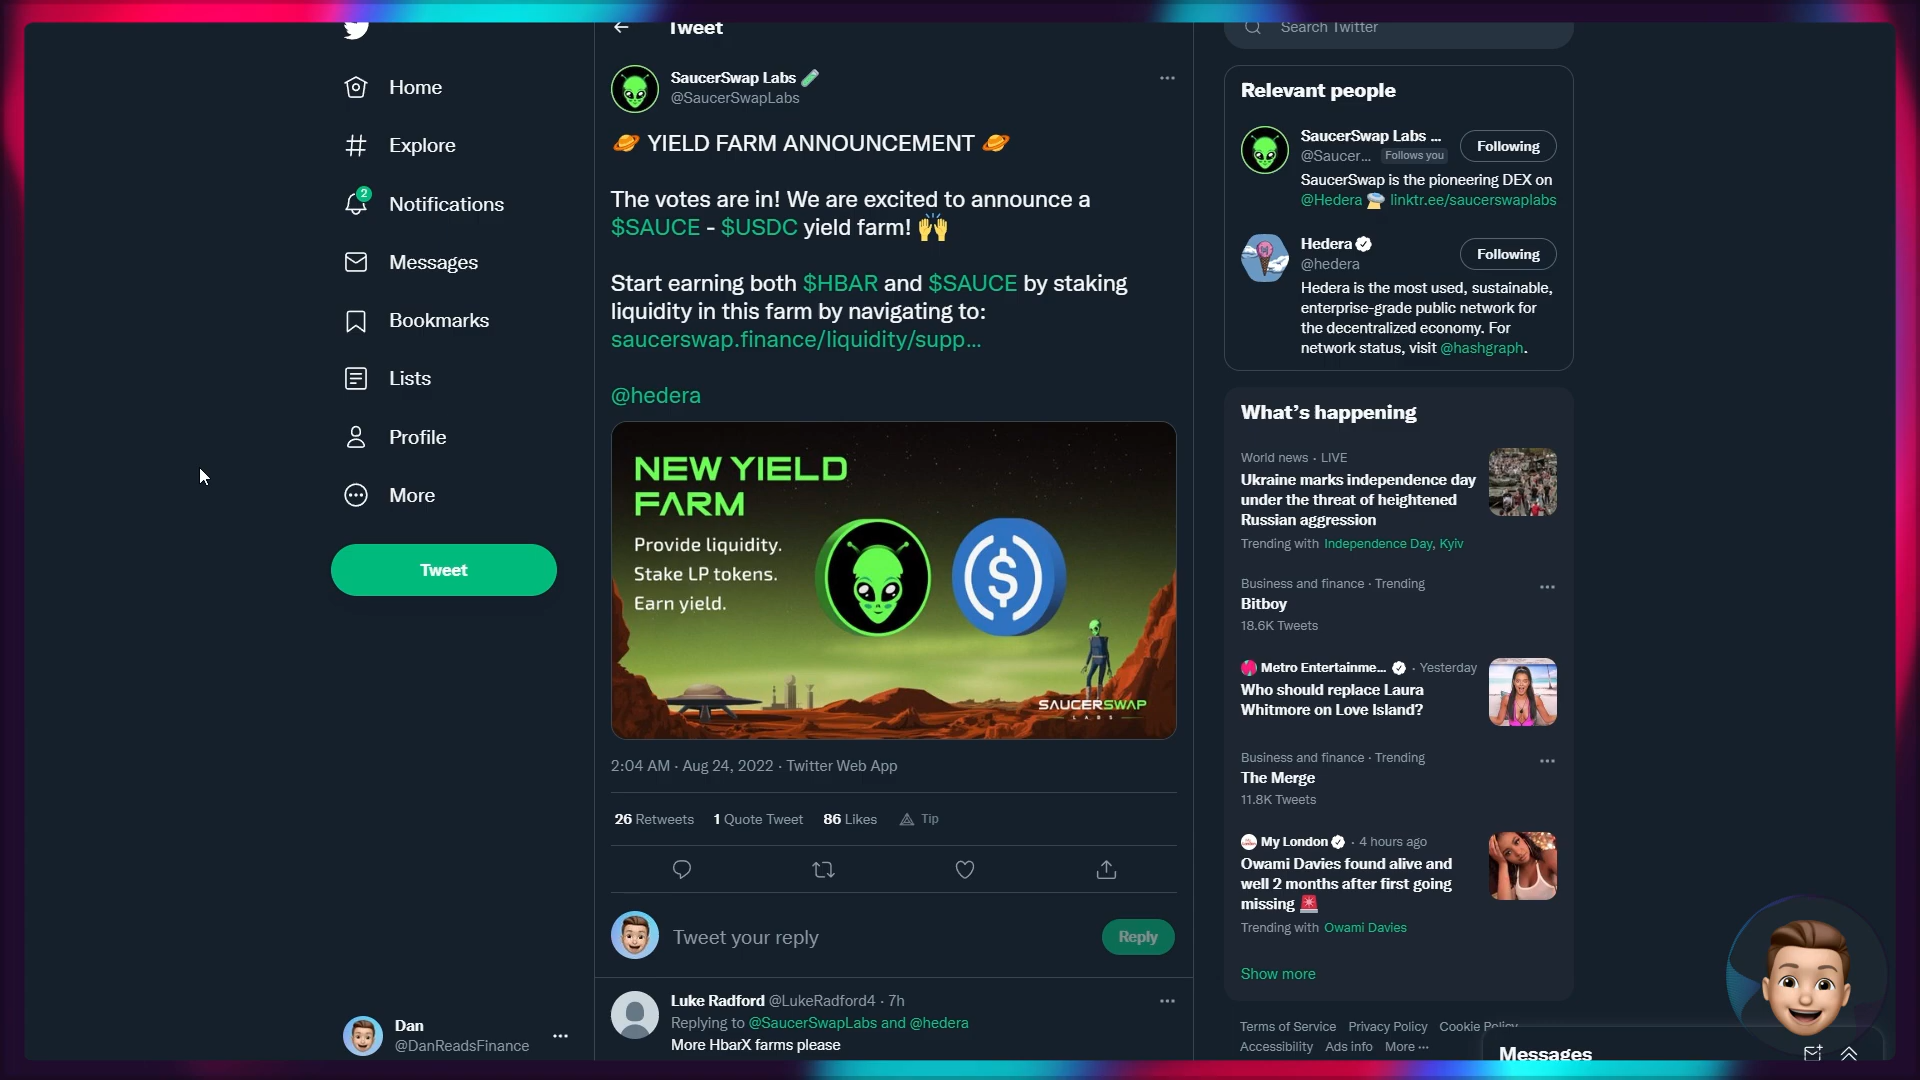 Home
Explore
2
Notifications
Messages
Bookmarks
Lists
Profile
More
Tweet
Dan
@DanReadsFinance
Tweet
SaucerSwap Labs
@SaucerSwapLabs
🪐 YIELD FARM ANNOUNCEMENT 🪐
The votes are in! We are excited to announce a
$SAUCE - $USDC yield farm! 🙌
Start earning both $HBAR and $SAUCE by staking
liquidity in this farm by navigating to:
saucerswap.finance/liquidity/supp...
@hedera
NEW YIELD
FARM
Provide liquidity.
Stake LP tokens.
Earn yield.
SAUCERSWAP
LABS
2:04 AM · Aug 24, 2022 · Twitter Web App
26 Retweets 1 Quote Tweet 86 Likes Tip
Tweet your reply
Reply
Luke Radford @LukeRadford4 · 7h
Replying to @SaucerSwapLabs and @hedera
More HbarX farms please
Search Twitter
Relevant people
SaucerSwap Labs ...
Following
@Saucer... Follows you
SaucerSwap is the pioneering DEX on
@Hedera linktr.ee/saucerswaplabs
Hedera
Following
@hedera
Hedera is the most used, sustainable,
enterprise-grade public network for
the decentralized economy. For
network status, visit @hashgraph.
What's happening
World news · LIVE
Ukraine marks independence day
under the threat of heightened
Russian aggression
Trending with Independence Day, Kyiv
Business and finance · Trending
Bitboy
18.6K Tweets
Metro Entertainme... · Yesterday
Who should replace Laura
Whitmore on Love Island?
Business and finance · Trending
The Merge
11.8K Tweets
My London · 4 hours ago
Owami Davies found alive and
well 2 months after first going
missing 🚨
Trending with Owami Davies
Show more
Terms of Service Privacy Policy Cookie Policy
Accessibility Ads info More ...
Messages